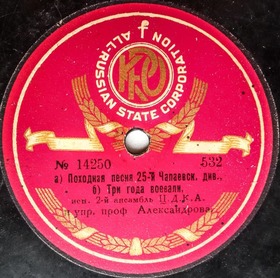 ALL-RUSSIAN STATE CORPORATION
КРО
№ 14250 532
а) Походная песня 25-й Чапаевск. див.,
б) Три года воевали.
исп. 2-й ансамбль Ц.Д.К.А.
п/упр. проф Александрова